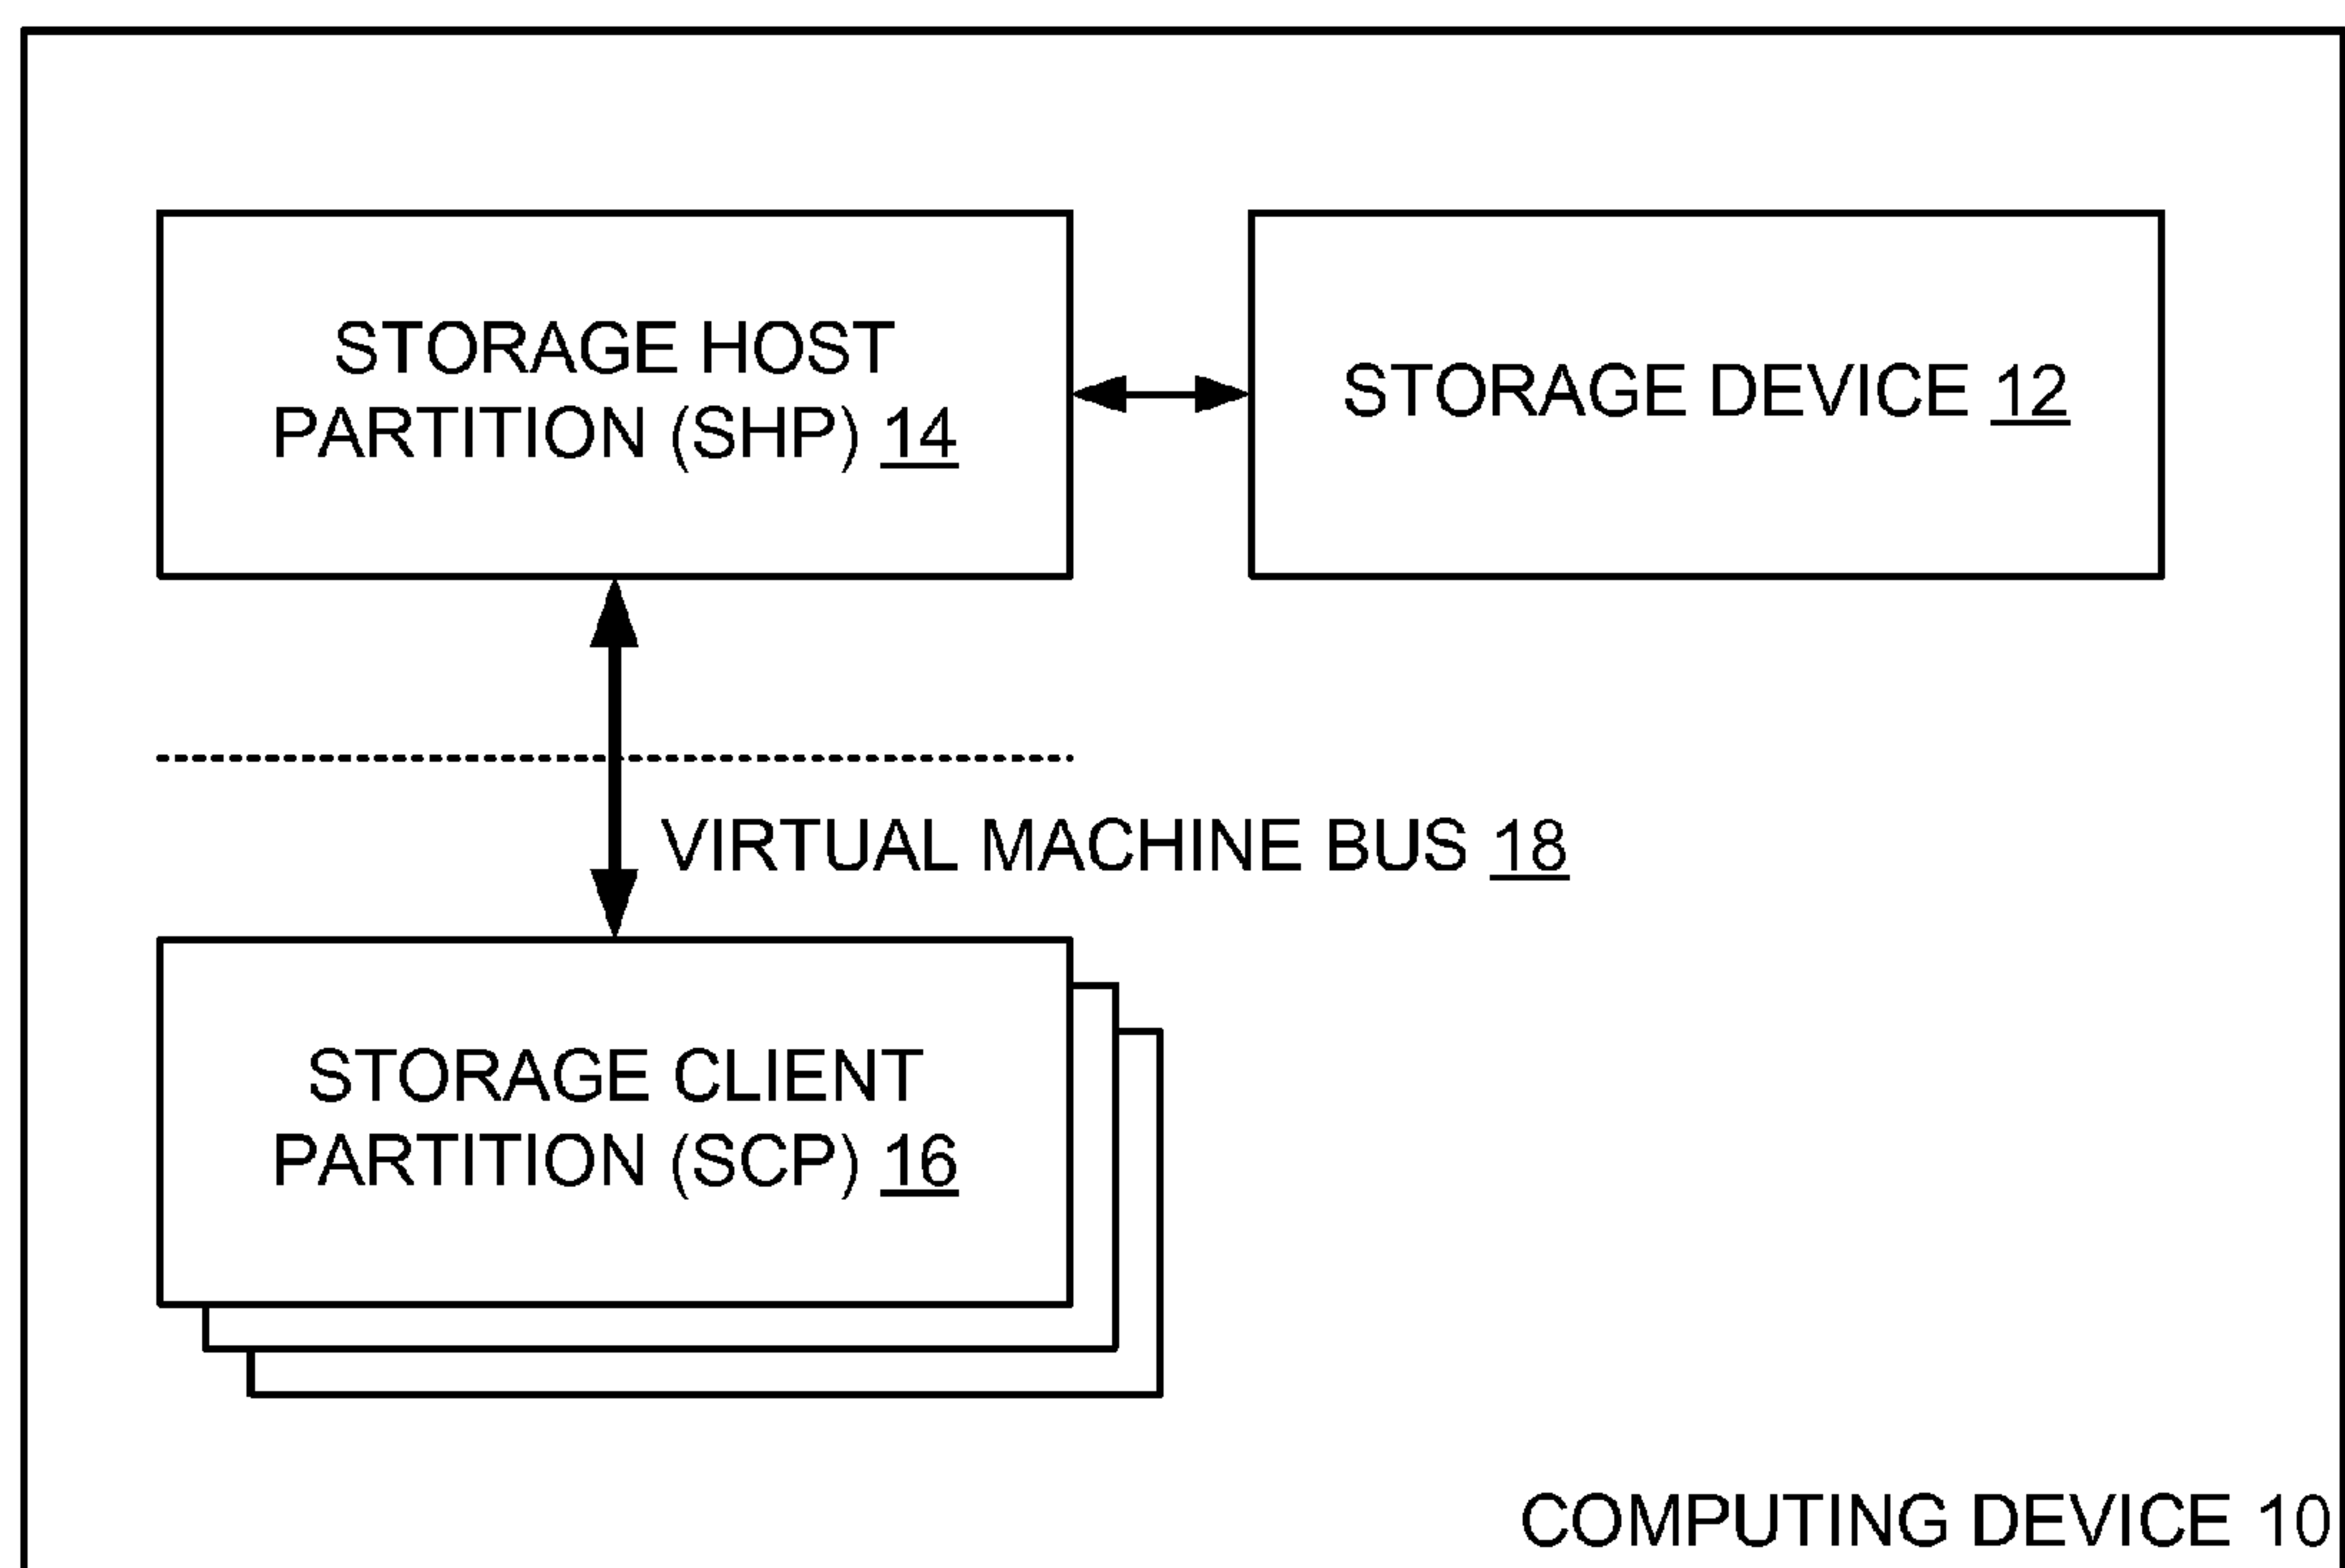 STORAGE HOST
PARTITION (SHP) 14
STORAGE DEVICE 12
VIRTUAL MACHINE BUS 18
STORAGE CLIENT
PARTITION (SCP) 16
COMPUTING DEVICE 10